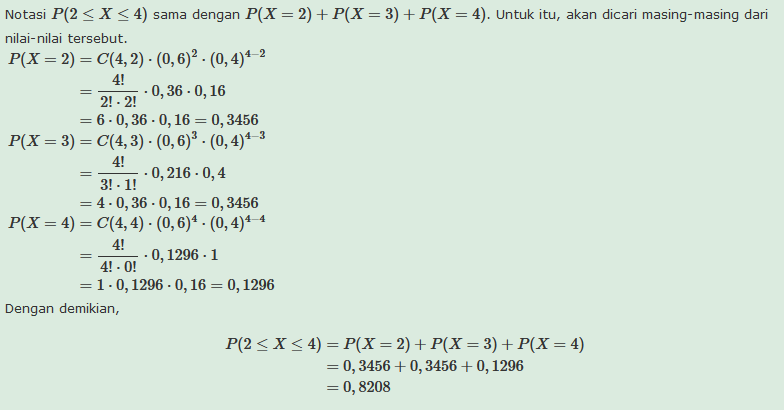 Notasi P(2 ≤ X ≤ 4) sama dengan P(X = 2) + P(X = 3) + P(X = 4). Untuk itu, akan dicari masing-masing dari
nilai-nilai tersebut.
P(X = 2) = C(4, 2) · (0, 6)^2 · (0, 4)^{4−2}
= \frac{4!}{2! · 2!} · 0, 36 · 0, 16
= 6 · 0, 36 · 0, 16 = 0, 3456
P(X = 3) = C(4, 3) · (0, 6)^3 · (0, 4)^{4−3}
= \frac{4!}{3! · 1!} · 0, 216 · 0, 4
= 4 · 0, 36 · 0, 16 = 0, 3456
P(X = 4) = C(4, 4) · (0, 6)^4 · (0, 4)^{4−4}
= \frac{4!}{4! · 0!} · 0, 1296 · 1
= 1 · 0, 1296 · 0, 16 = 0, 1296
Dengan demikian,
P(2 ≤ X ≤ 4) = P(X = 2) + P(X = 3) + P(X = 4)
= 0, 3456 + 0, 3456 + 0, 1296
= 0, 8208